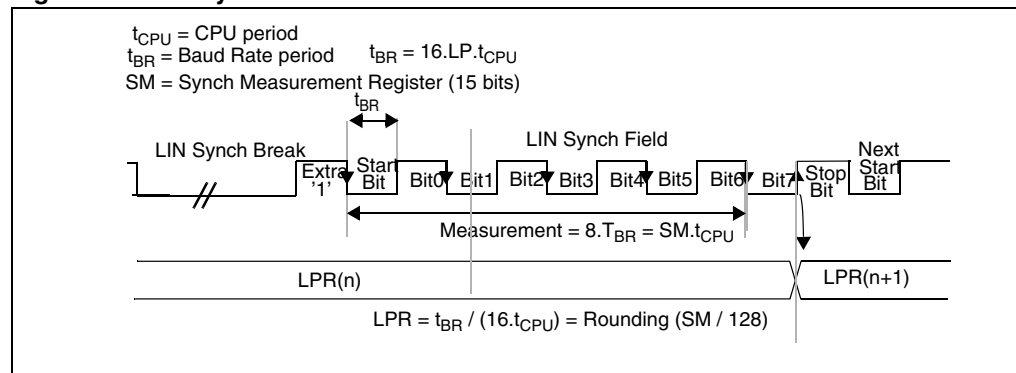 t_CPU = CPU period
t_BR = Baud Rate period t_BR = 16.LP.t_CPU
SM = Synch Measurement Register (15 bits)
t_BR
LIN Synch Break
LIN Synch Field
Extra '1'
Start Bit
Bit0
Bit1
Bit2
Bit3
Bit4
Bit5
Bit6
Bit7
Stop Bit
Next Start Bit
Measurement = 8.T_BR = SM.t_CPU
LPR(n)
LPR(n+1)
LPR = t_BR / (16.t_CPU) = Rounding (SM / 128)